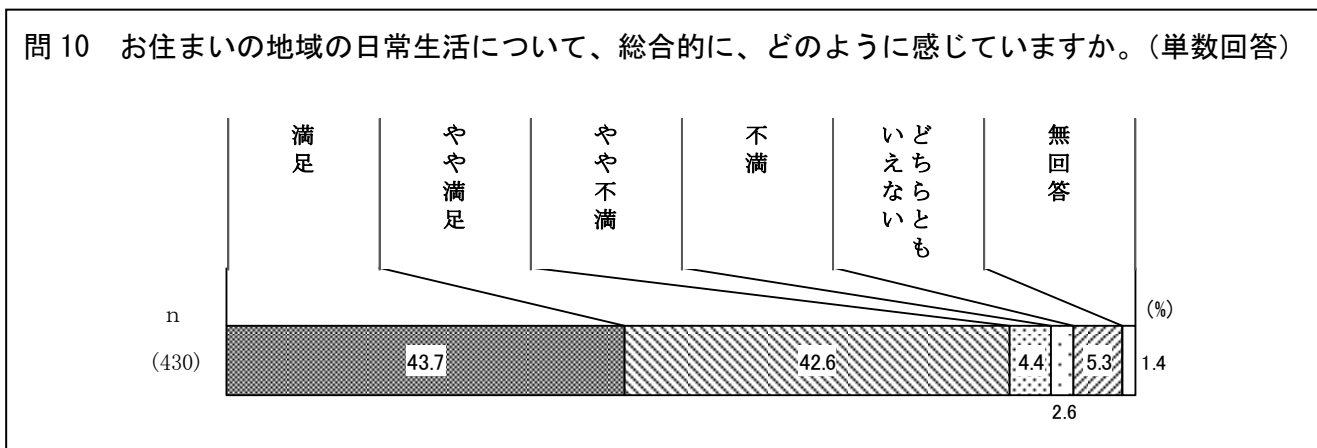 問10　お住まいの地域の日常生活について、総合的に、どのように感じていますか。（単数回答）
満足
やや満足
やや不満
不満
どちらとも
いえない
無回答
n
(%)
(430)
43.7
42.6
4.4
5.3
1.4
2.6